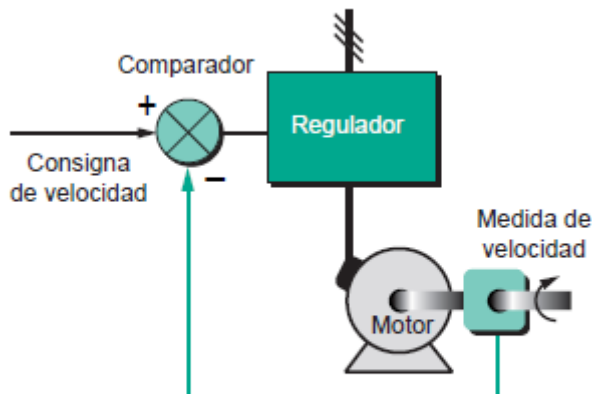 Comparador
+
Regulador
Consigna
de velocidad
−
Medida de
velocidad
Motor